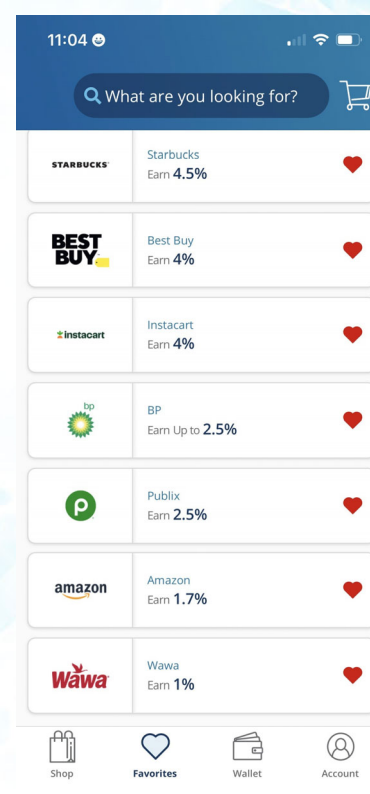 11:04
What are you looking for?
STARBUCKS
Starbucks
Earn 4.5%
BEST
BUY
Best Buy
Earn 4%
instacart
Instacart
Earn 4%
bp
BP
Earn Up to 2.5%
p
Publix
Earn 2.5%
amazon
Amazon
Earn 1.7%
Wawa
Wawa
Earn 1%
Shop
Favorites
Wallet
Account